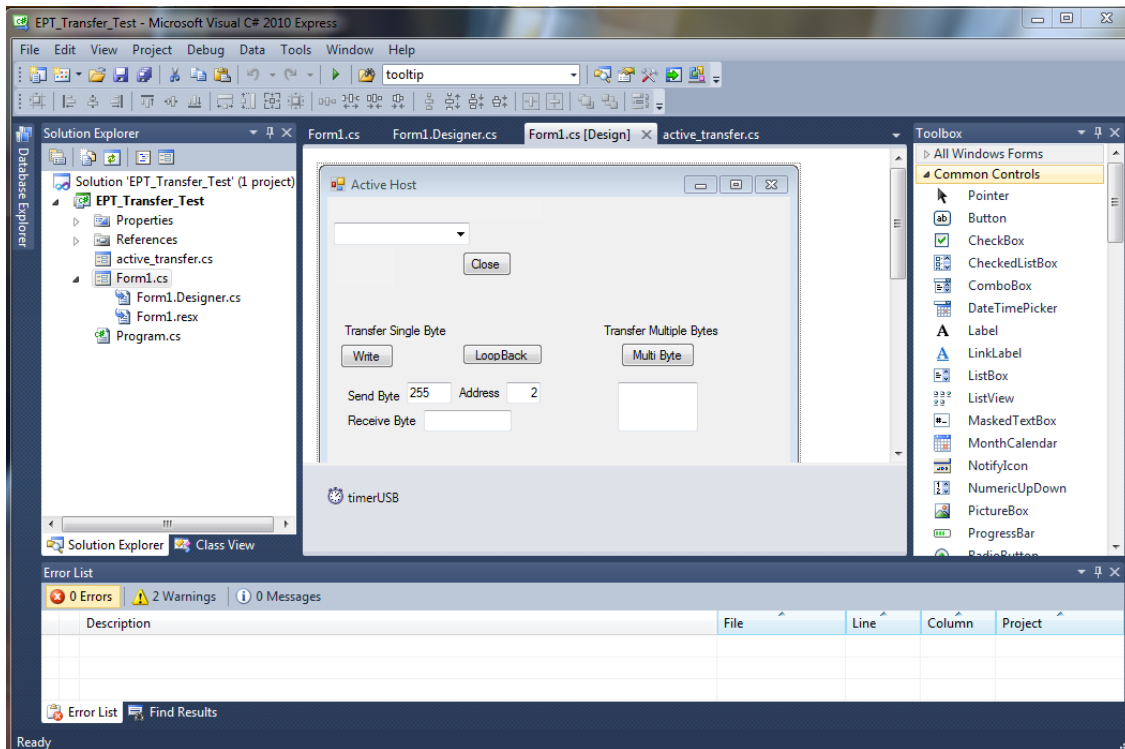 EPT_Transfer_Test - Microsoft Visual C# 2010 Express
File Edit View Project Debug Data Tools Window Help
tooltip
Database Explorer
Solution Explorer
Solution 'EPT_Transfer_Test' (1 project)
EPT_Transfer_Test
Properties
References
active_transfer.cs
Form1.cs
Form1.Designer.cs
Form1.resx
Program.cs
Solution Explorer Class View
Form1.cs Form1.Designer.cs Form1.cs [Design] active_transfer.cs
Active Host
Close
Transfer Single Byte Transfer Multiple Bytes
Write LoopBack Multi Byte
Send Byte 255 Address 2
Receive Byte
timerUSB
Toolbox
All Windows Forms
Common Controls
Pointer
Button
CheckBox
CheckedListBox
ComboBox
DateTimePicker
Label
LinkLabel
ListBox
ListView
MaskedTextBox
MonthCalendar
NotifyIcon
NumericUpDown
PictureBox
ProgressBar
RadioButton
Error List
0 Errors 2 Warnings 0 Messages
Description File Line Column Project
Error List Find Results
Ready